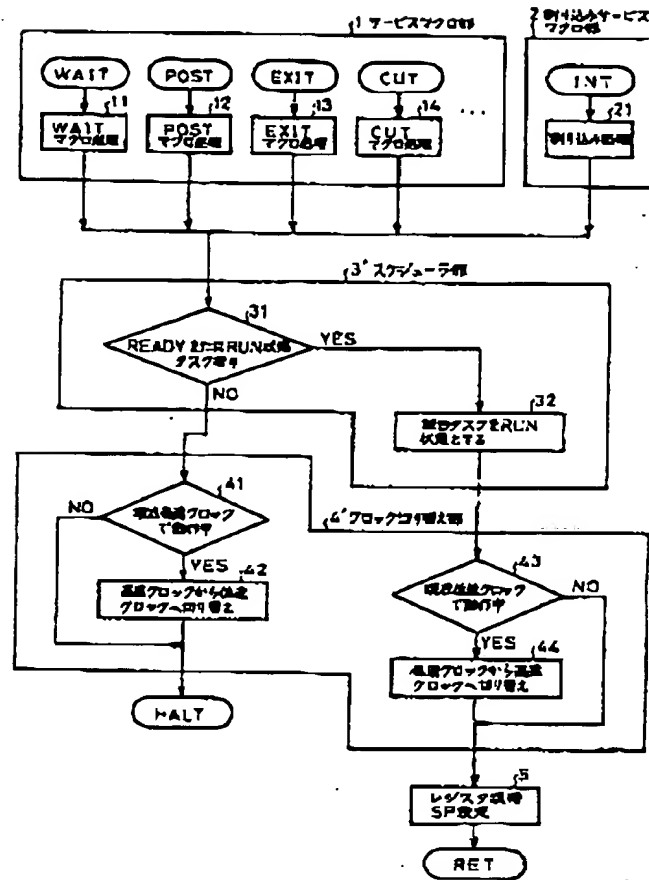 1 サービスマクロ部
2 割り込みサービス
マクロ部
WAIT
POST
EXIT
CUT
INT
11
12
13
14
...
21
WAIT
マクロ処理
POST
マクロ処理
EXIT
マクロ処理
CUT
マクロ処理
割り込み処理
3' スケジューラ部
31
READY またはRUN状態
タスク有り
YES
NO
32
タスクをRUN
状態とする
41
4' クロック切り替え部
現在高速クロック
で動作中
NO
YES
42
高速クロックから低速
クロックへ切り替え
HALT
43
現在低速クロック
で動作中
NO
YES
44
低速クロックから高速
クロックへ切り替え
5
レジスタ復帰
SP設定
RET